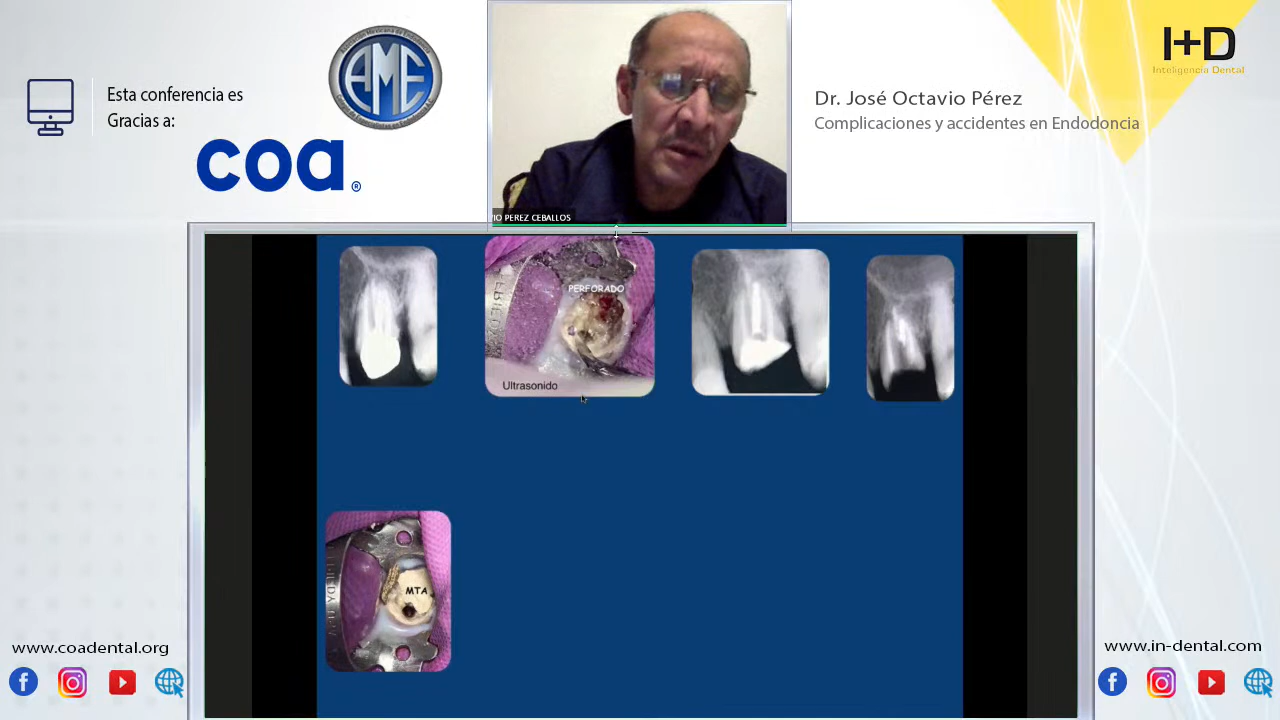 Esta conferencia es
Gracias a:
coa®
AME
IO PEREZ CEBALLOS
Dr. José Octavio Pérez
Complicaciones y accidentes en Endodoncia
I+D
Inteligencia Dental
PERFORADO
Ultrasonido
MTA
www.coadental.org
www.in-dental.com